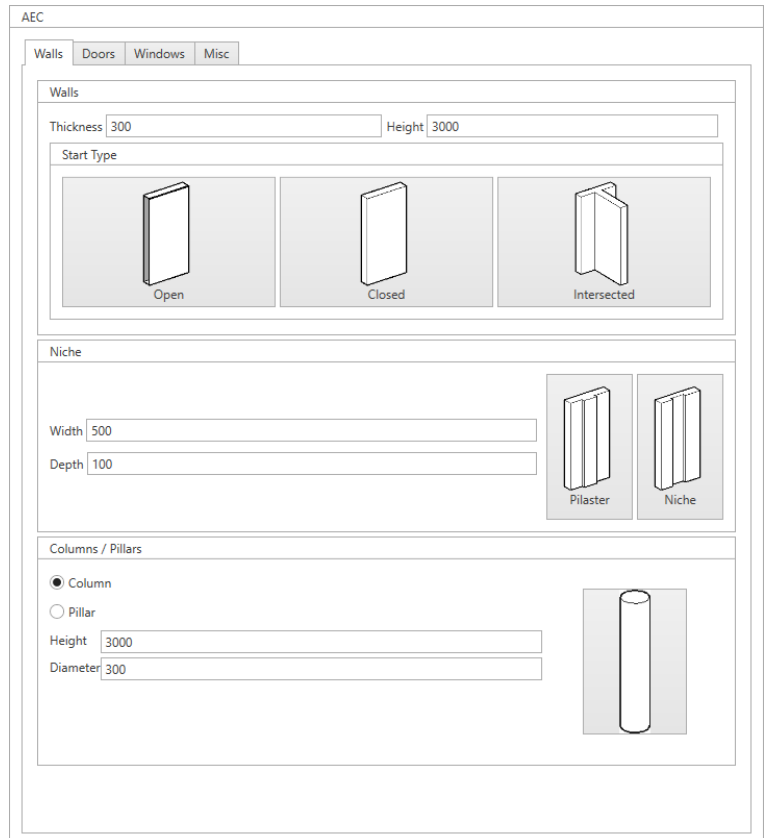 AEC
Walls Doors Windows Misc
Walls
Thickness 300 Height 3000
Start Type
Open Closed Intersected
Niche
Width 500
Depth 100
Pilaster Niche
Columns / Pillars
Column
Pillar
Height 3000
Diameter 300